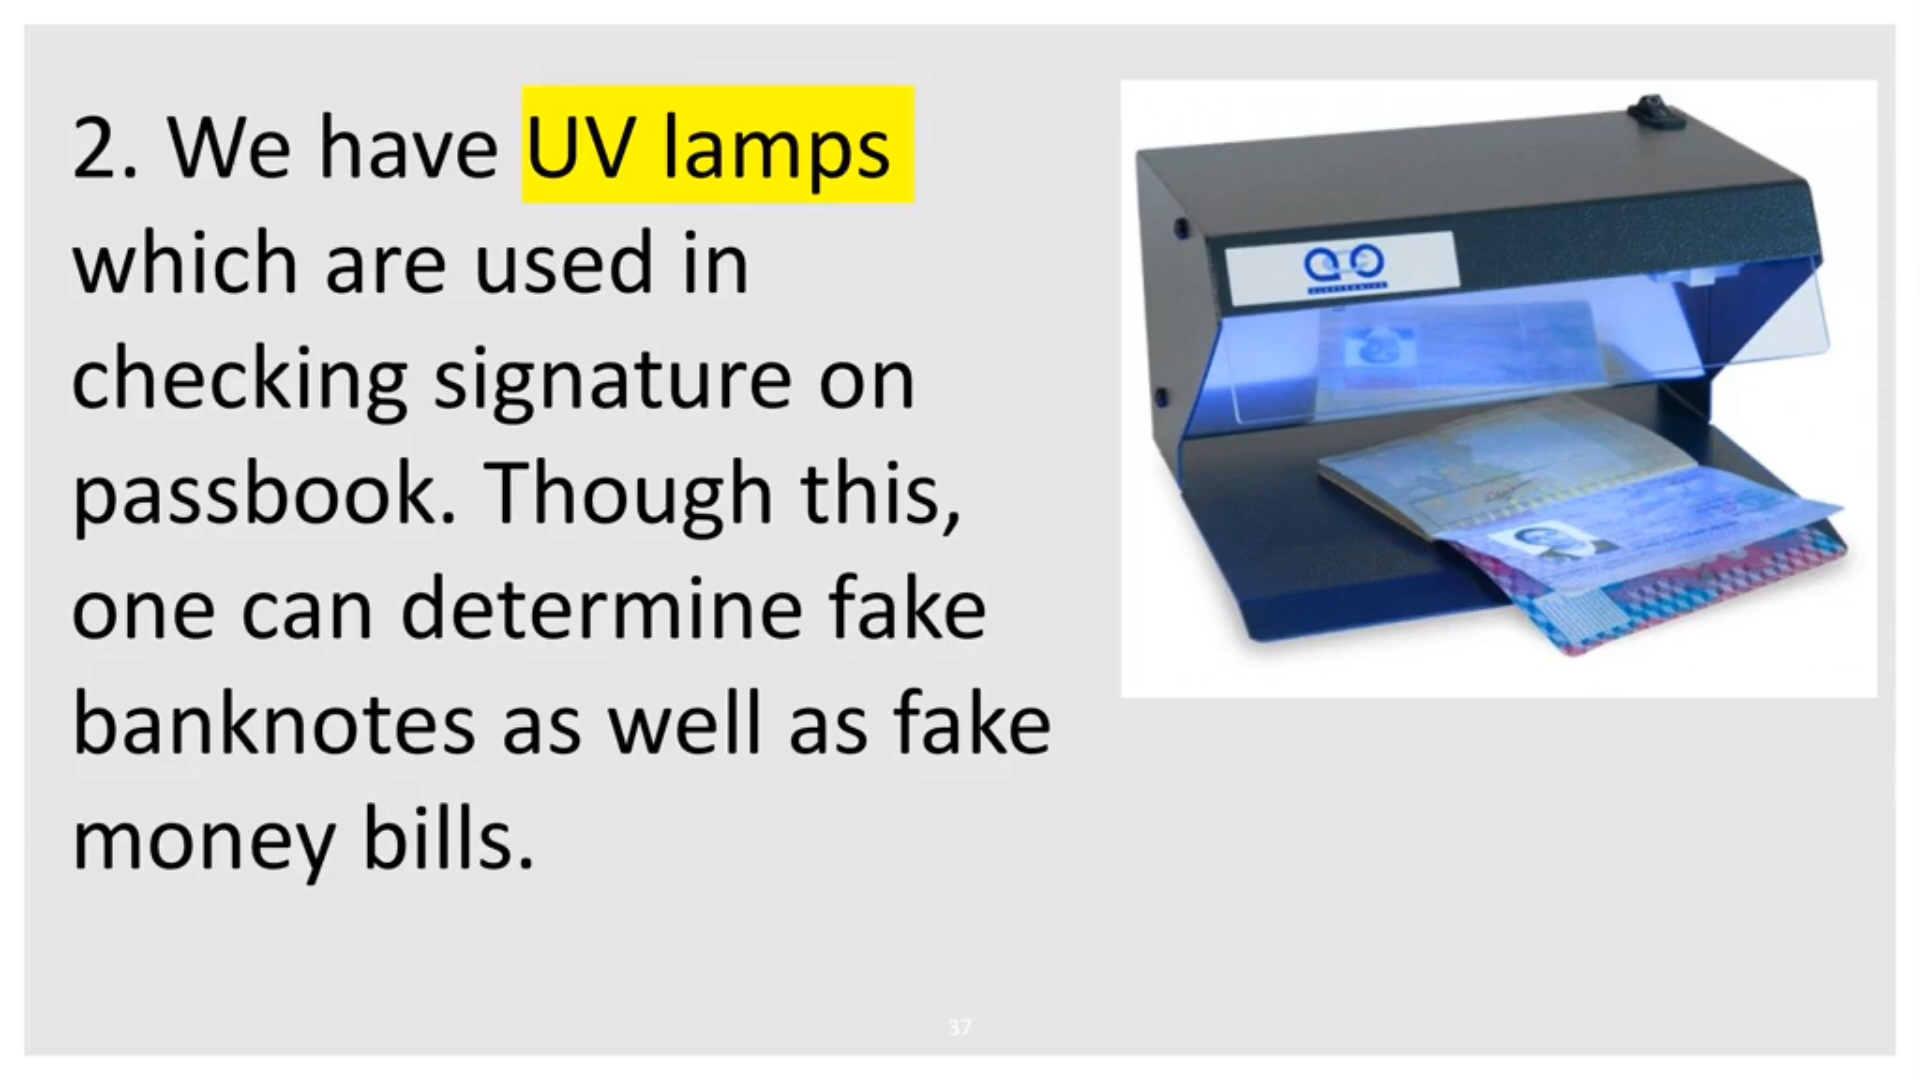 2. We have UV lamps
which are used in
checking signature on
passbook. Though this,
one can determine fake
banknotes as well as fake
money bills.
37